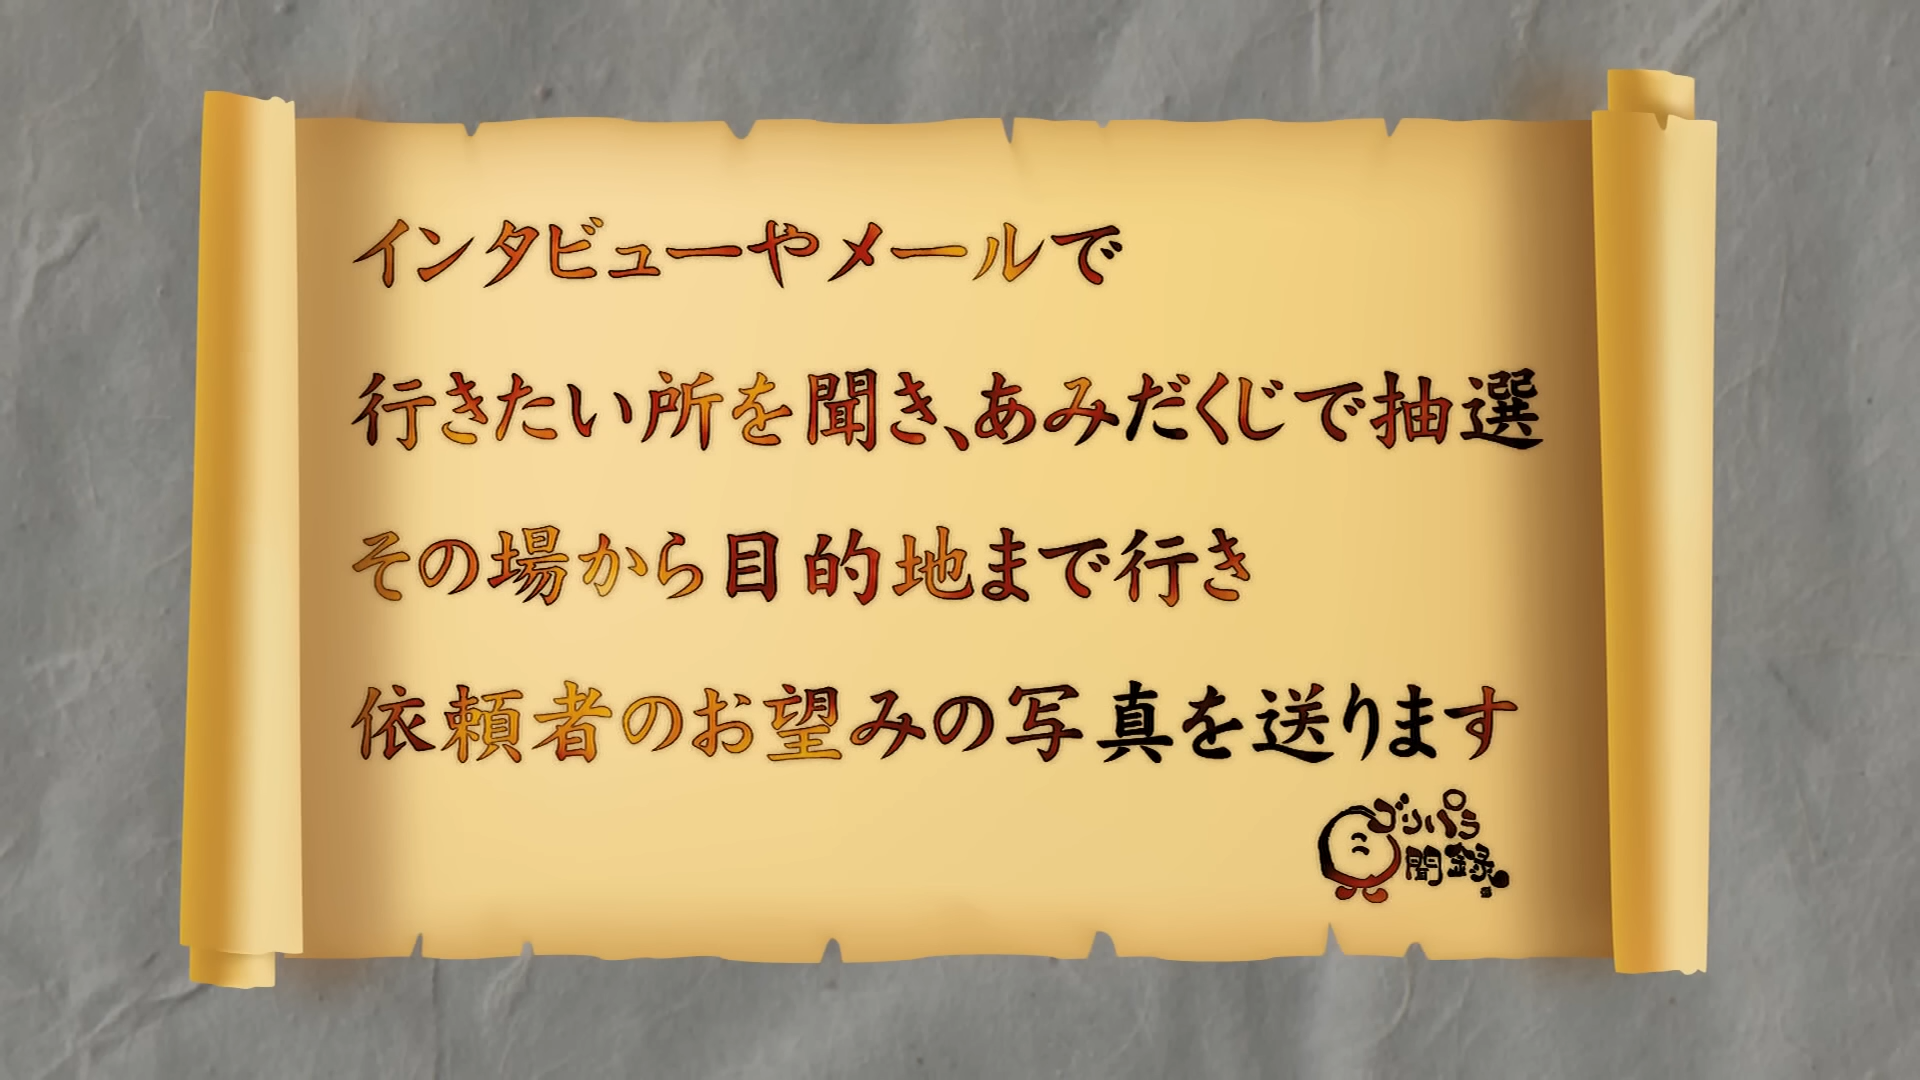 インタビューやメールで
行きたい所を聞き、あみだくじで抽選
その場から目的地まで行き
依頼者のお望みの写真を送ります
ゴリパラ
見聞録